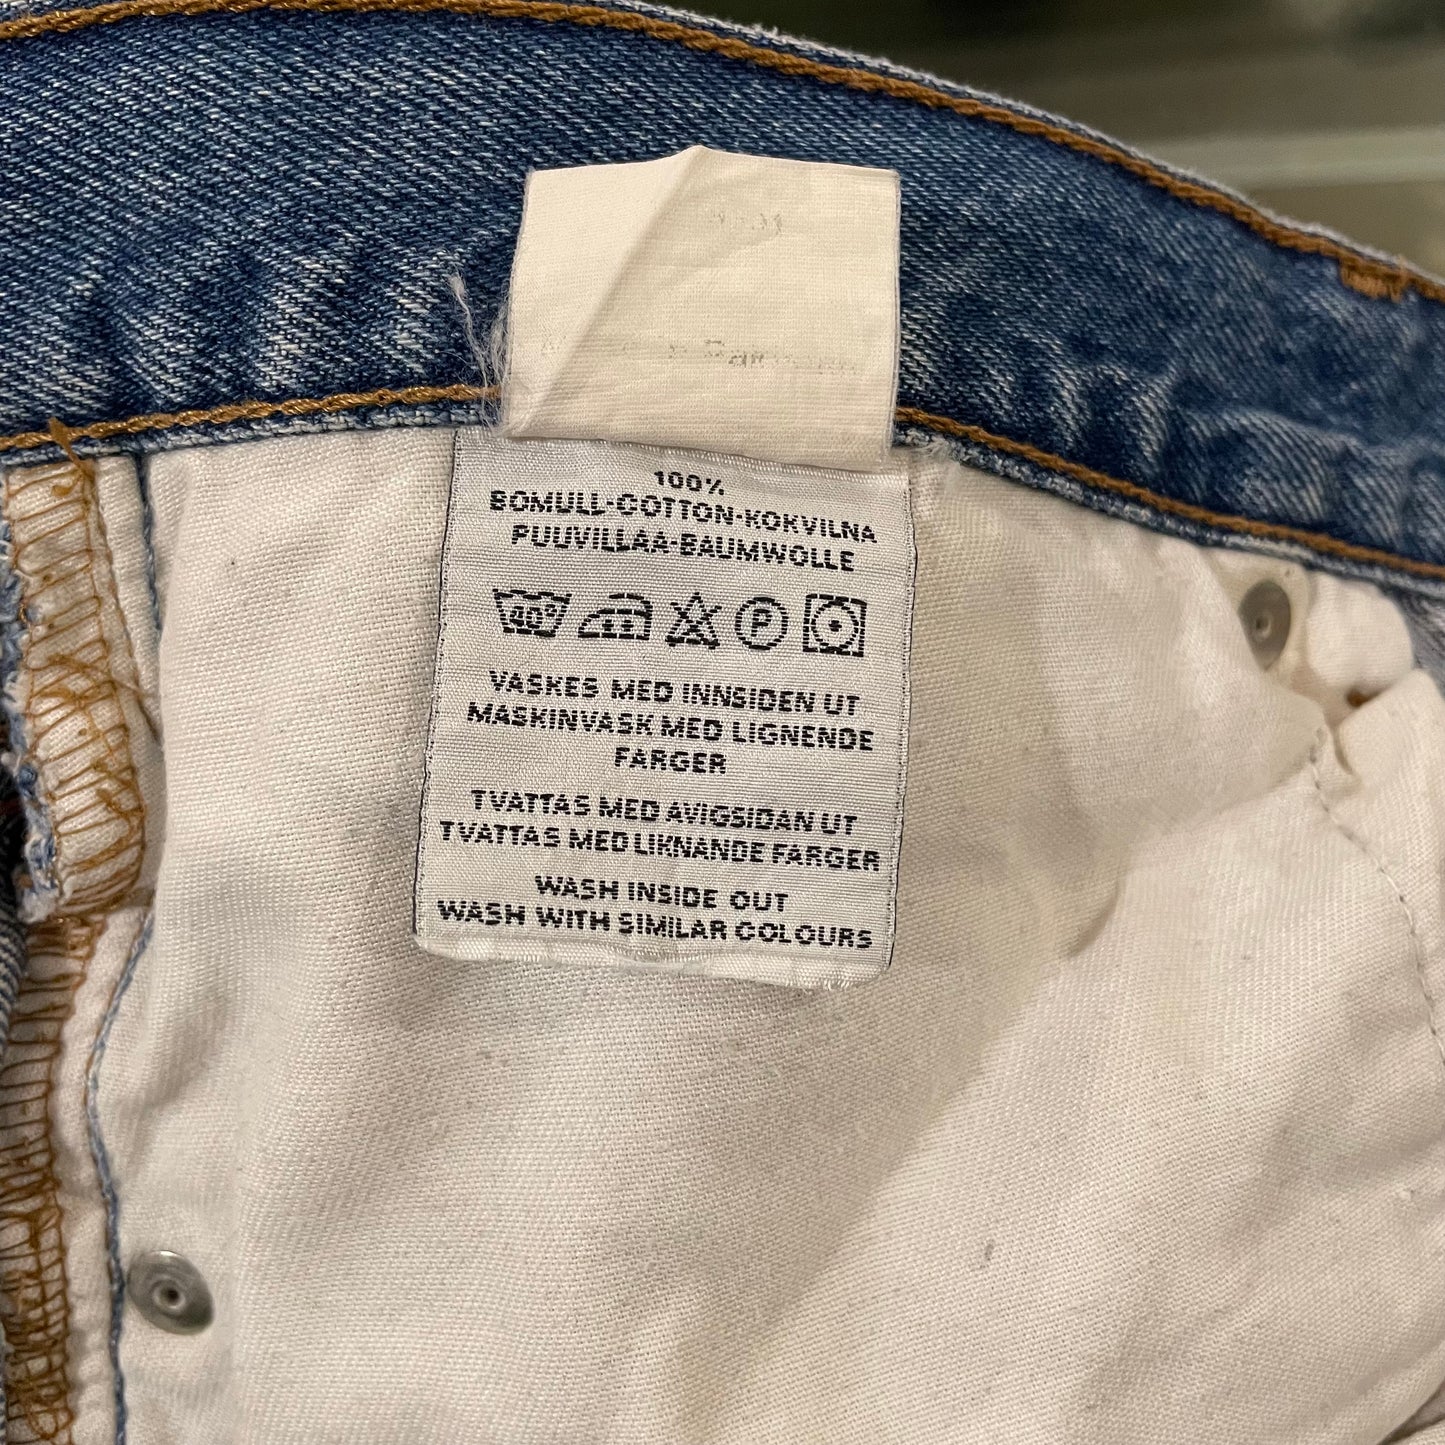 100%
BOMULL-COTTON-KOKVILNA
PUUVILLAA-BAUMWOLLE
40° P
VASKES MED INNSIDEN UT
MASKINVASK MED LIGNENDE
FARGER
TVATTAS MED AVIGSIDAN UT
TVATTAS MED LIKNANDE FARGER
WASH INSIDE OUT
WASH WITH SIMILAR COLOURS